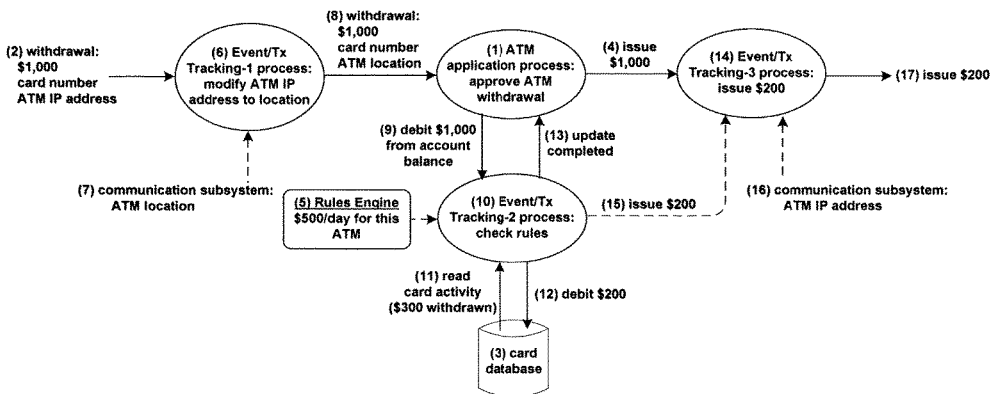 (2) withdrawal:
$1,000
card number
ATM IP address
(6) Event/Tx
Tracking-1 process:
modify ATM IP
address to location
(8) withdrawal:
$1,000
card number
ATM location
(1) ATM
application process:
approve ATM
withdrawal
(4) issue
$1,000
(14) Event/Tx
Tracking-3 process:
issue $200
(17) issue $200
(7) communication subsystem:
ATM location
(9) debit $1,000
from account
balance
(13) update
completed
(16) communication subsystem:
ATM IP address
(5) Rules Engine
$500/day for this
ATM
(10) Event/Tx
Tracking-2 process:
check rules
(15) issue $200
(11) read
card activity
($300 withdrawn)
(12) debit $200
(3) card
database